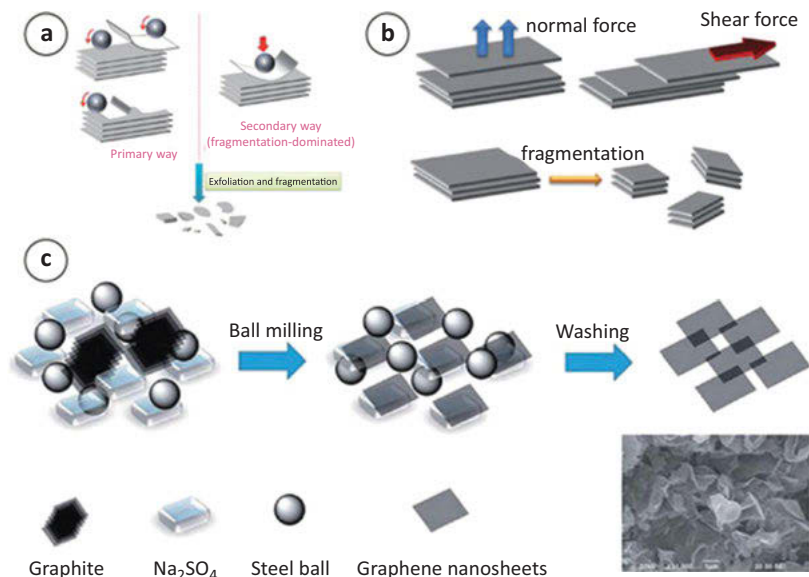 a
Primary way
Secondary way
(fragmentation-dominated)
Exfoliation and fragmentation
b
normal force
Shear force
fragmentation
c
Ball milling
Washing
Graphite
Na₂SO₄
Steel ball
Graphene nanosheets